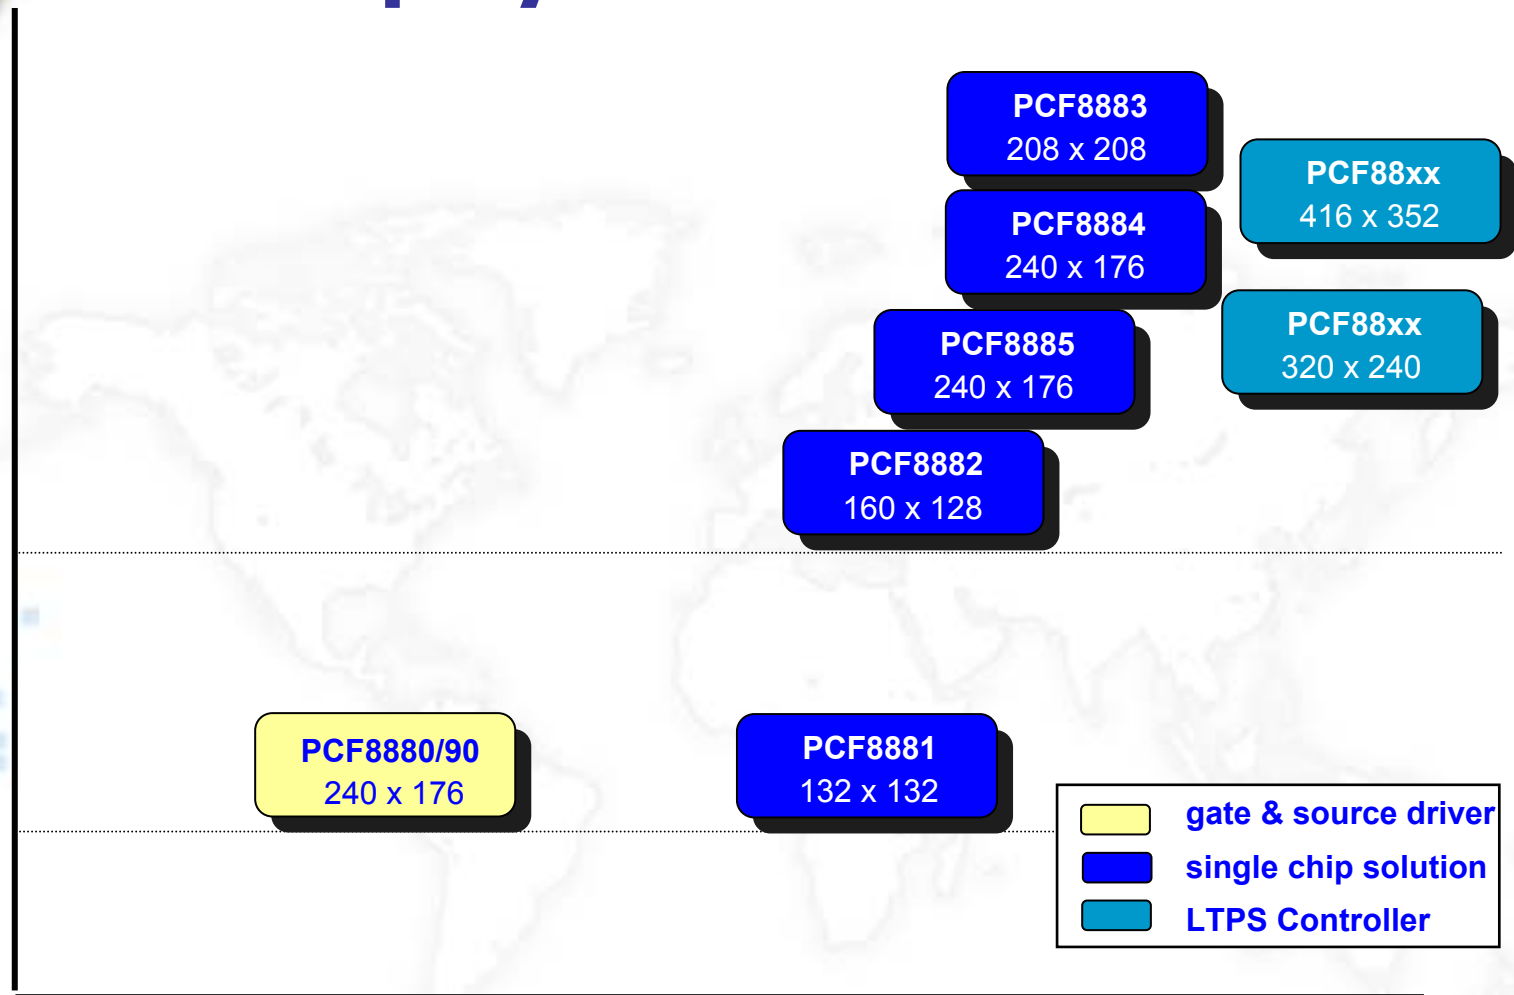 PCF8883
208 x 208
PCF88xx
416 x 352
PCF8884
240 x 176
PCF88xx
320 x 240
PCF8885
240 x 176
PCF8882
160 x 128
PCF8880/90
240 x 176
PCF8881
132 x 132
gate & source driver
single chip solution
LTPS Controller